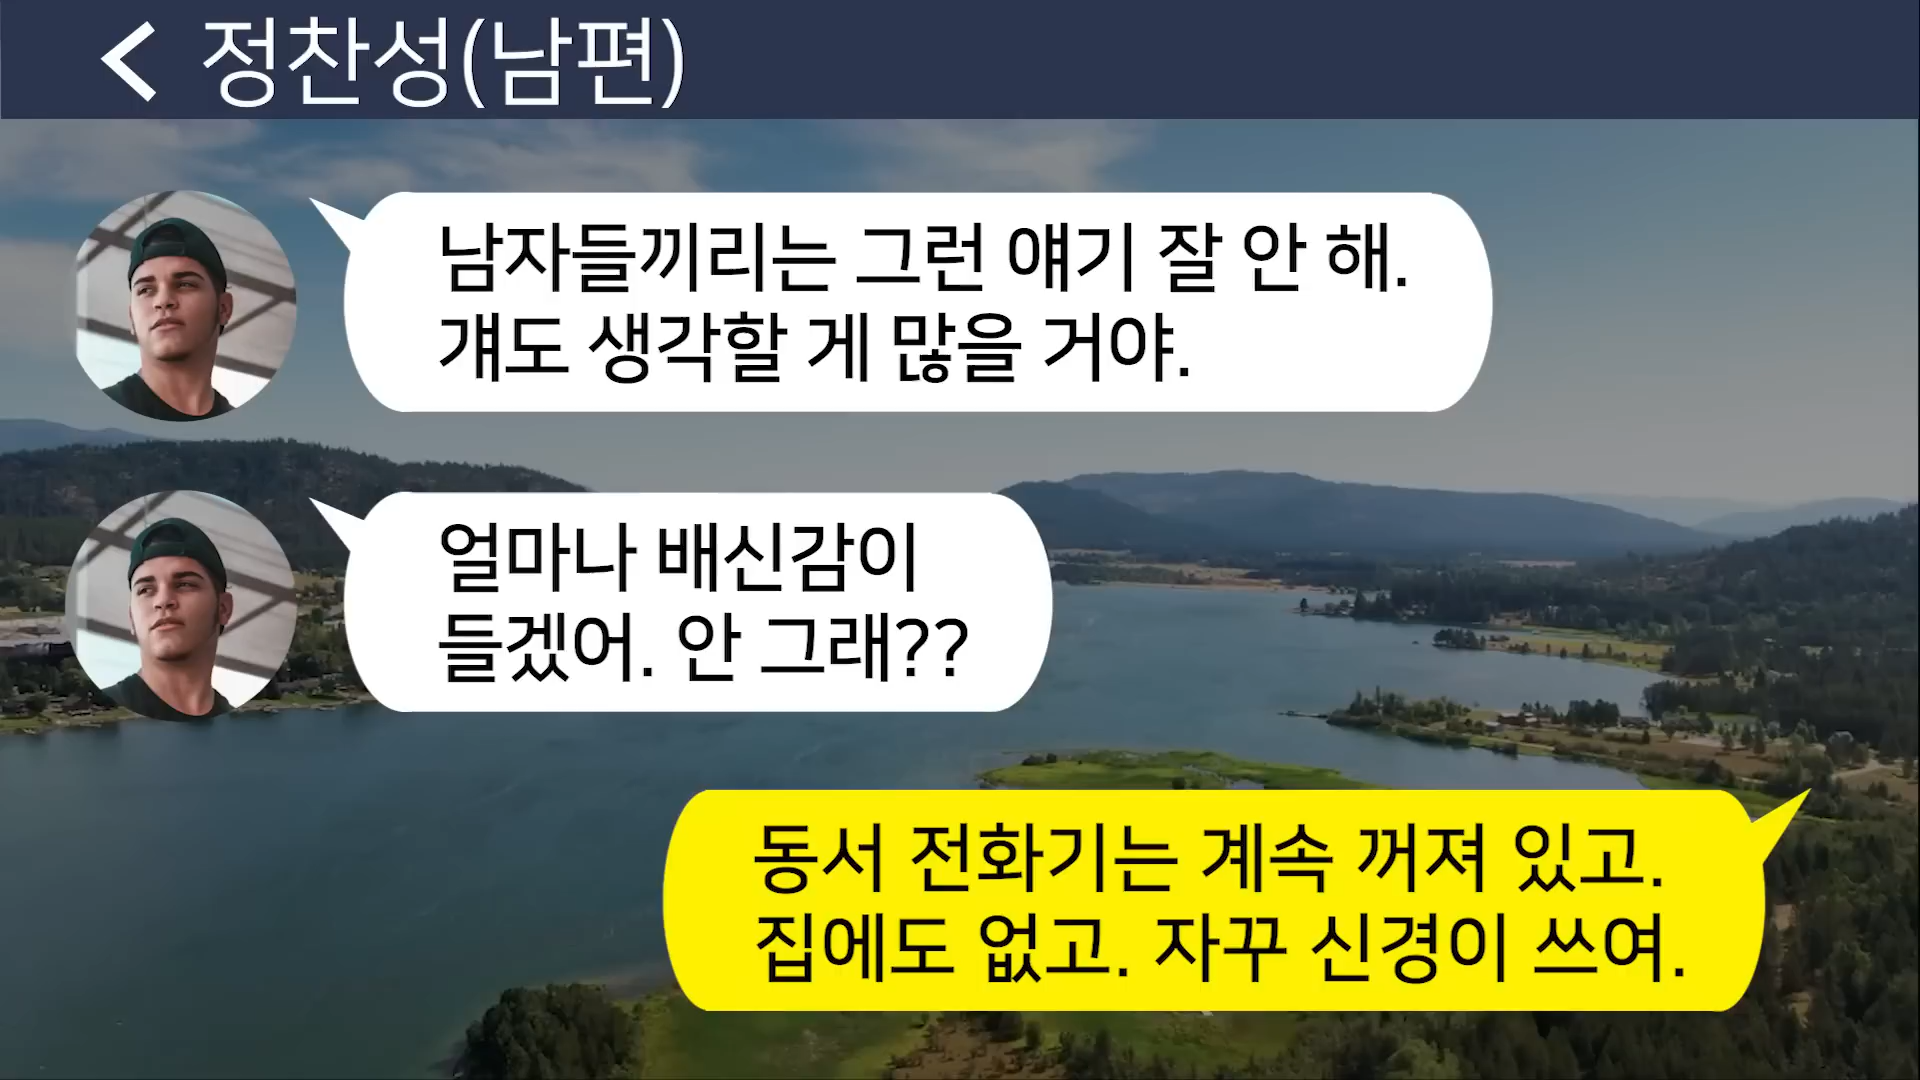 정찬성(남편)
남자들끼리는 그런 얘기 잘 안 해.
걔도 생각할 게 많을 거야.
얼마나 배신감이
들겠어. 안 그래??
동서 전화기는 계속 꺼져 있고.
집에도 없고. 자꾸 신경이 쓰여.